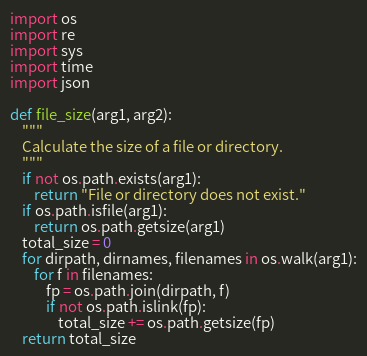 import os
import re
import sys
import time
import json

def file_size(arg1, arg2):
    """
    Calculate the size of a file or directory.
    """
    if not os.path.exists(arg1):
        return "File or directory does not exist."
    if os.path.isfile(arg1):
        return os.path.getsize(arg1)
    total_size = 0
    for dirpath, dirnames, filenames in os.walk(arg1):
        for f in filenames:
            fp = os.path.join(dirpath, f)
            if not os.path.islink(fp):
                total_size += os.path.getsize(fp)
    return total_size